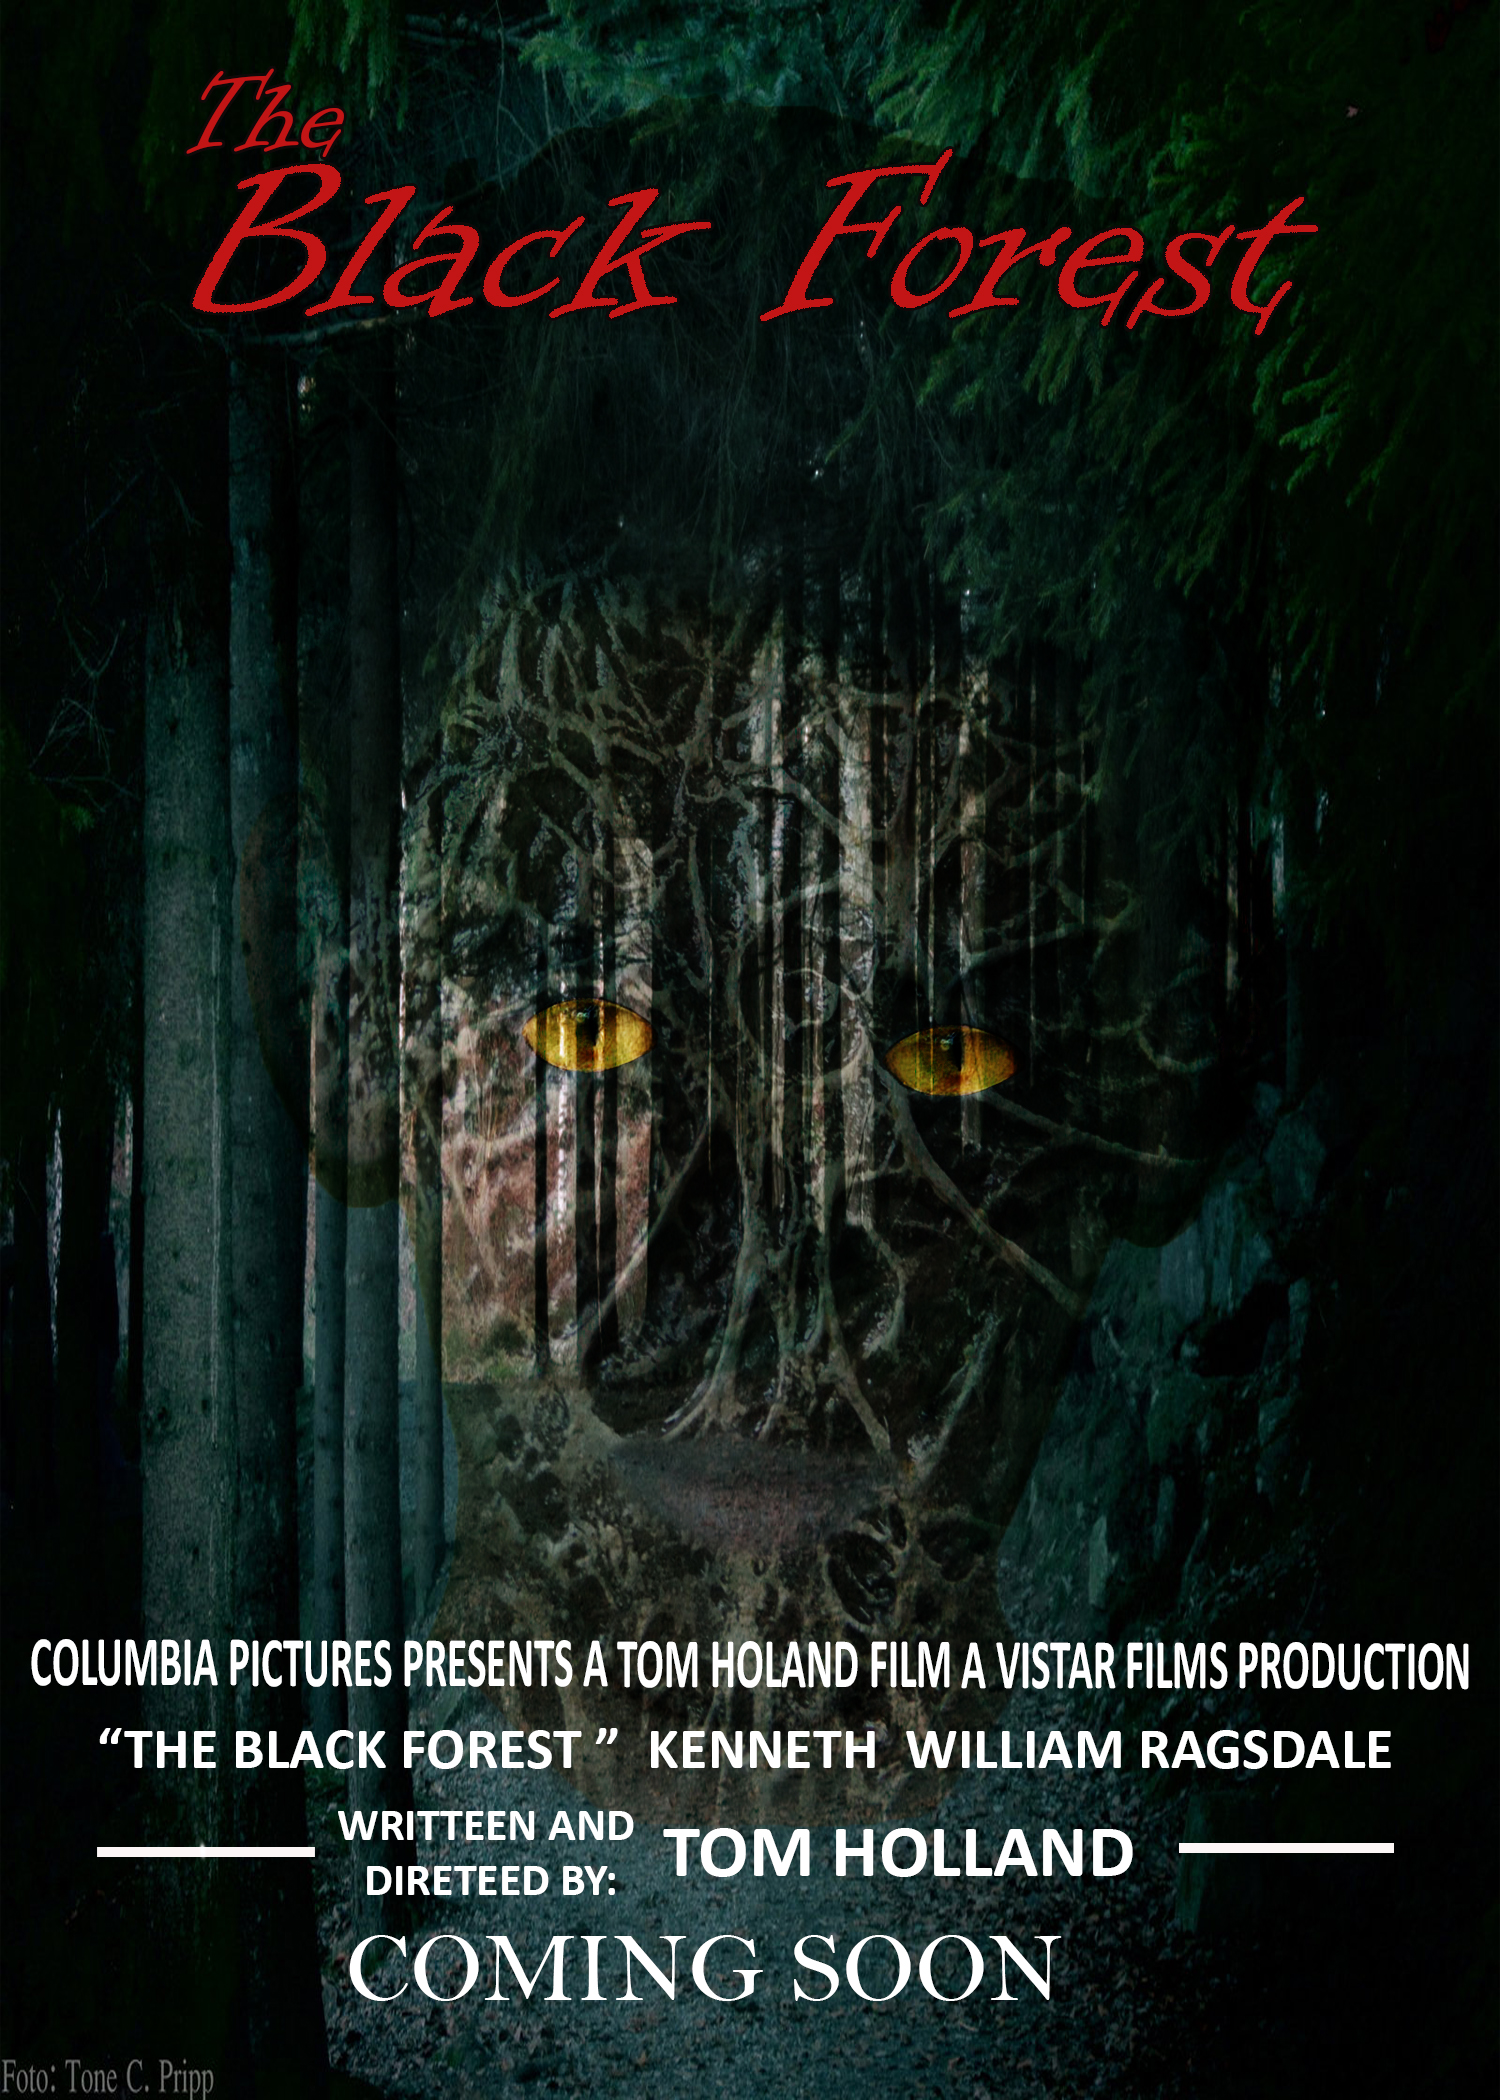 The
Black Forest
COLUMBIA PICTURES PRESENTS A TOM HOLAND FILM A VISTAR FILMS PRODUCTION
“THE BLACK FOREST ” KENNETH WILLIAM RAGSDALE
WRITTEEN AND
DIRETEED BY:
TOM HOLLAND
COMING SOON
Foto: Tone C. Pripp